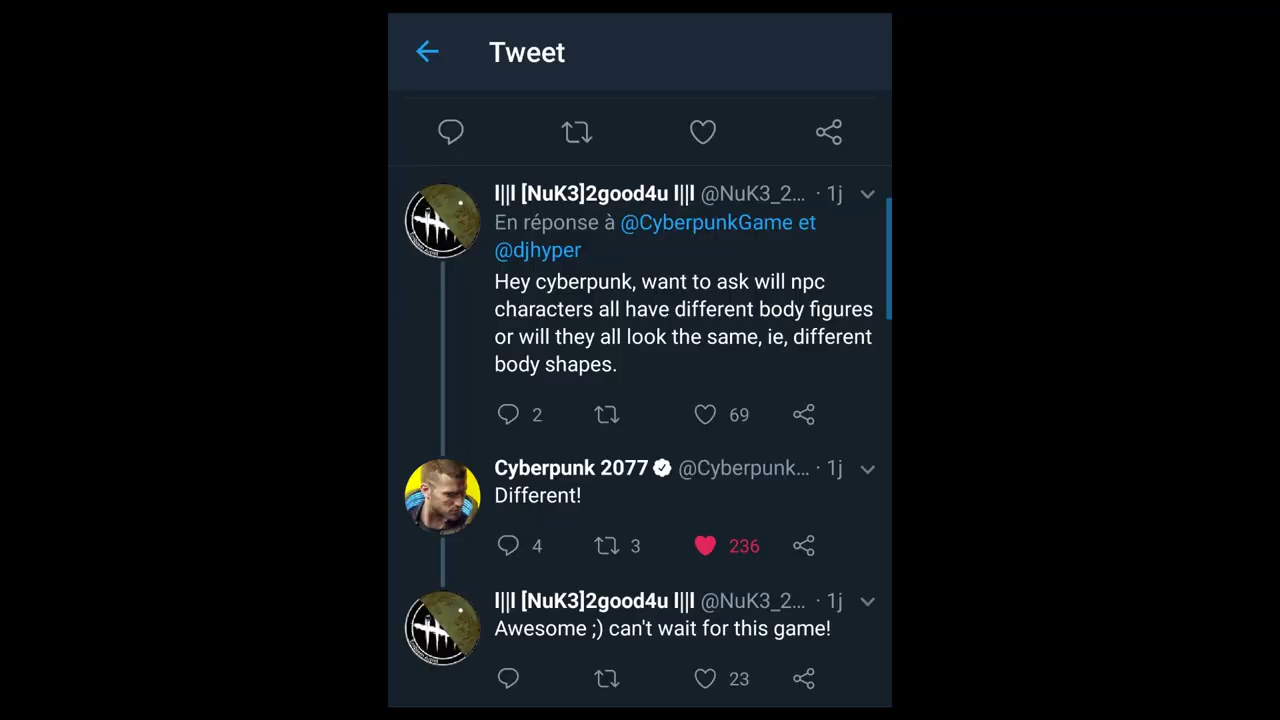 Tweet
l||l [NuK3]2good4u l||l @NuK3_2... · 1j
En réponse à @CyberpunkGame et
@djhyper
Hey cyberpunk, want to ask will npc
characters all have different body figures
or will they all look the same, ie, different
body shapes.
2 69
Cyberpunk 2077 @Cyberpunk... · 1j
Different!
4 3 236
l||l [NuK3]2good4u l||l @NuK3_2... · 1j
Awesome ;) can't wait for this game!
23